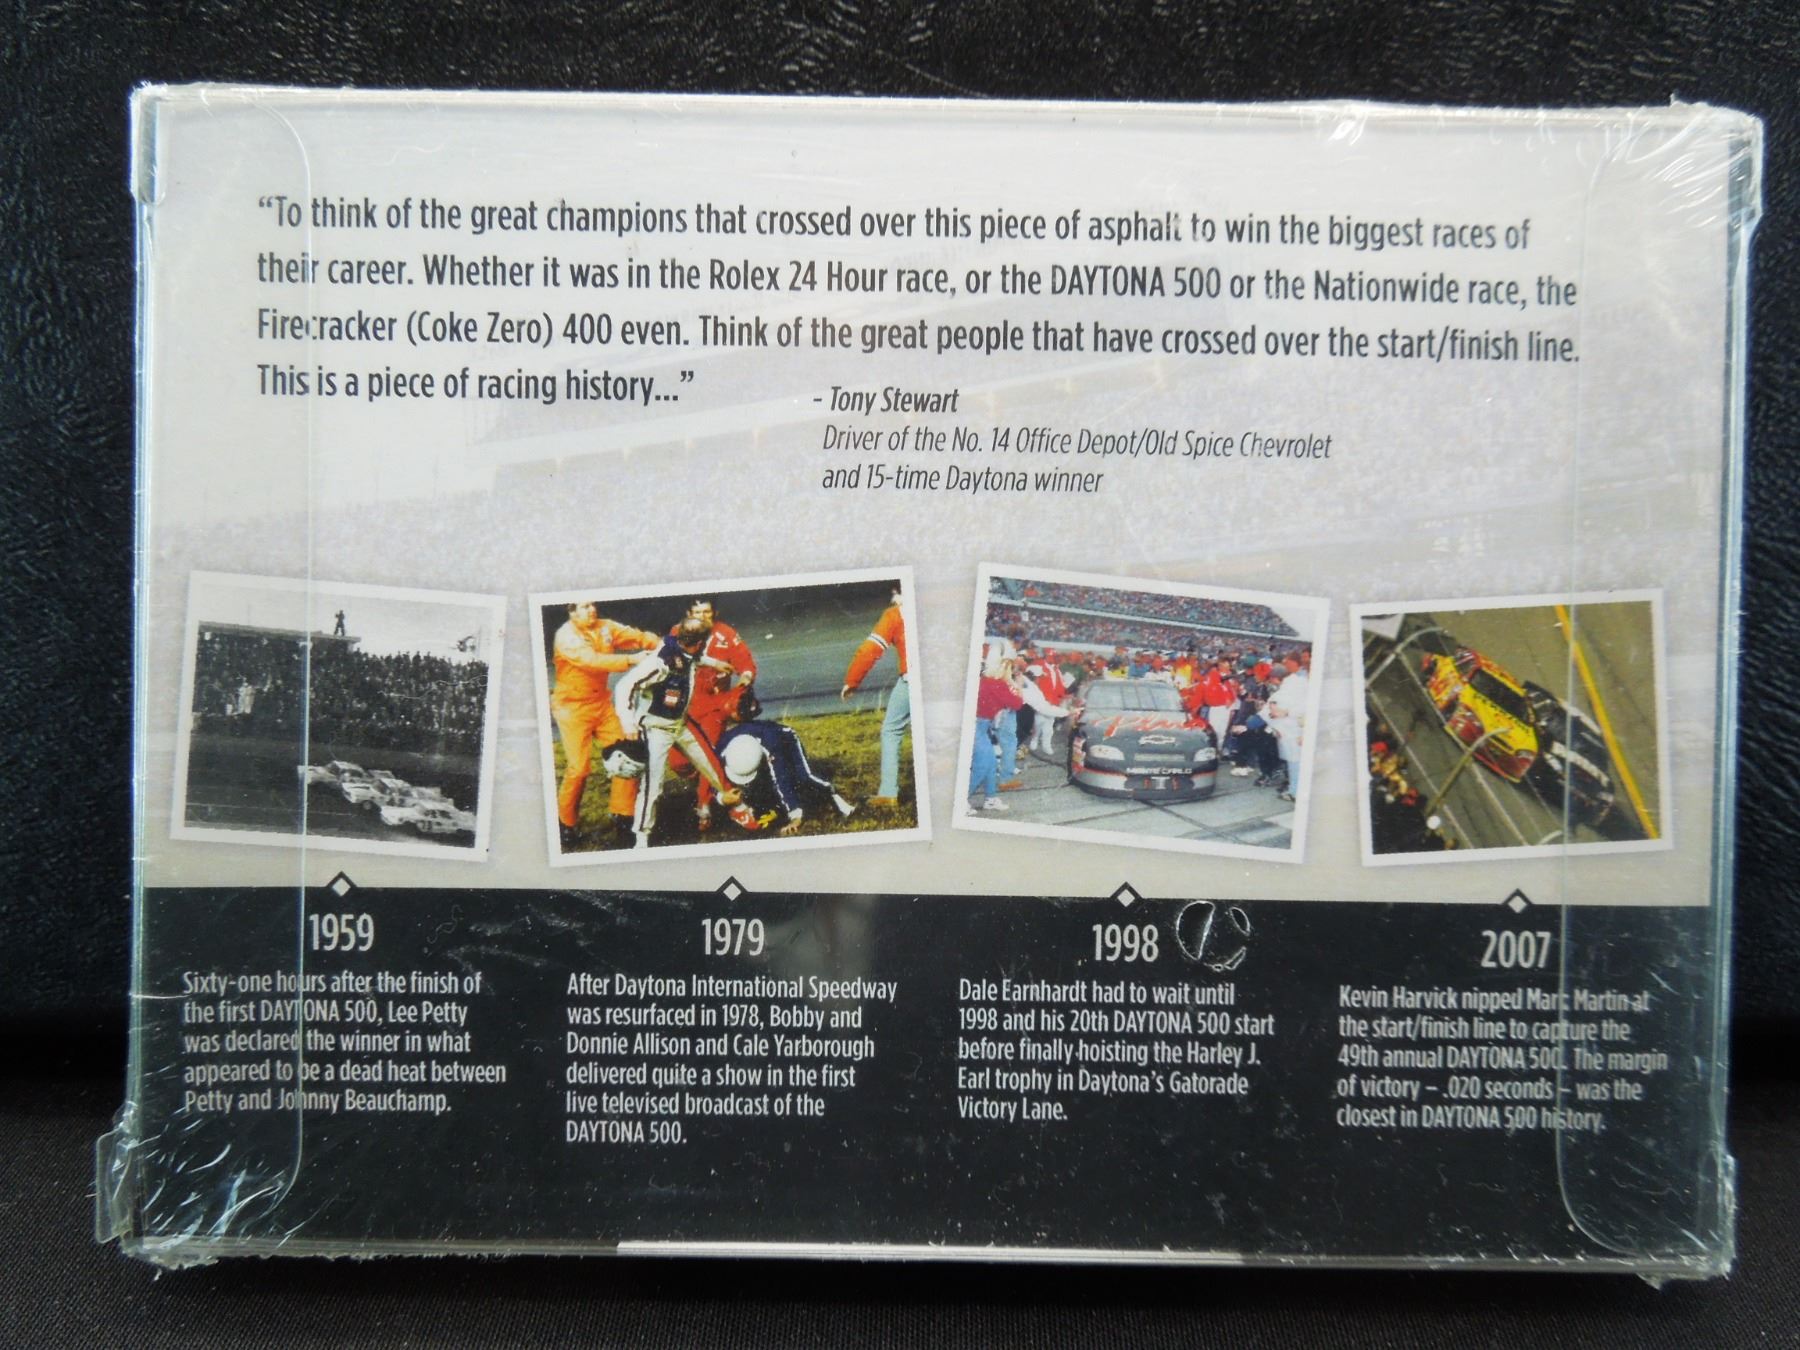 “To think of the great champions that crossed over this piece of asphalt to win the biggest races of
their career. Whether it was in the Rolex 24 Hour race, or the DAYTONA 500 or the Nationwide race, the
Firecracker (Coke Zero) 400 even. Think of the great people that have crossed over the start/finish line.
This is a piece of racing history...”
- Tony Stewart
Driver of the No. 14 Office Depot/Old Spice Chevrolet
and 15-time Daytona winner
Plus
MONTE CARLO
1959
Sixty-one hours after the finish of
the first DAYTONA 500, Lee Petty
was declared the winner in what
appeared to be a dead heat between
Petty and Johnny Beauchamp.
1979
After Daytona International Speedway
was resurfaced in 1978, Bobby and
Donnie Allison and Cale Yarborough
delivered quite a show in the first
live televised broadcast of the
DAYTONA 500.
1998
Dale Earnhardt had to wait until
1998 and his 20th DAYTONA 500 start
before finally hoisting the Harley J.
Earl trophy in Daytona's Gatorade
Victory Lane.
2007
Kevin Harvick nipped Mark Martin at
the start/finish line to capture the
49th annual DAYTONA 500. The margin
of victory – .020 seconds – was the
closest in DAYTONA 500 history.